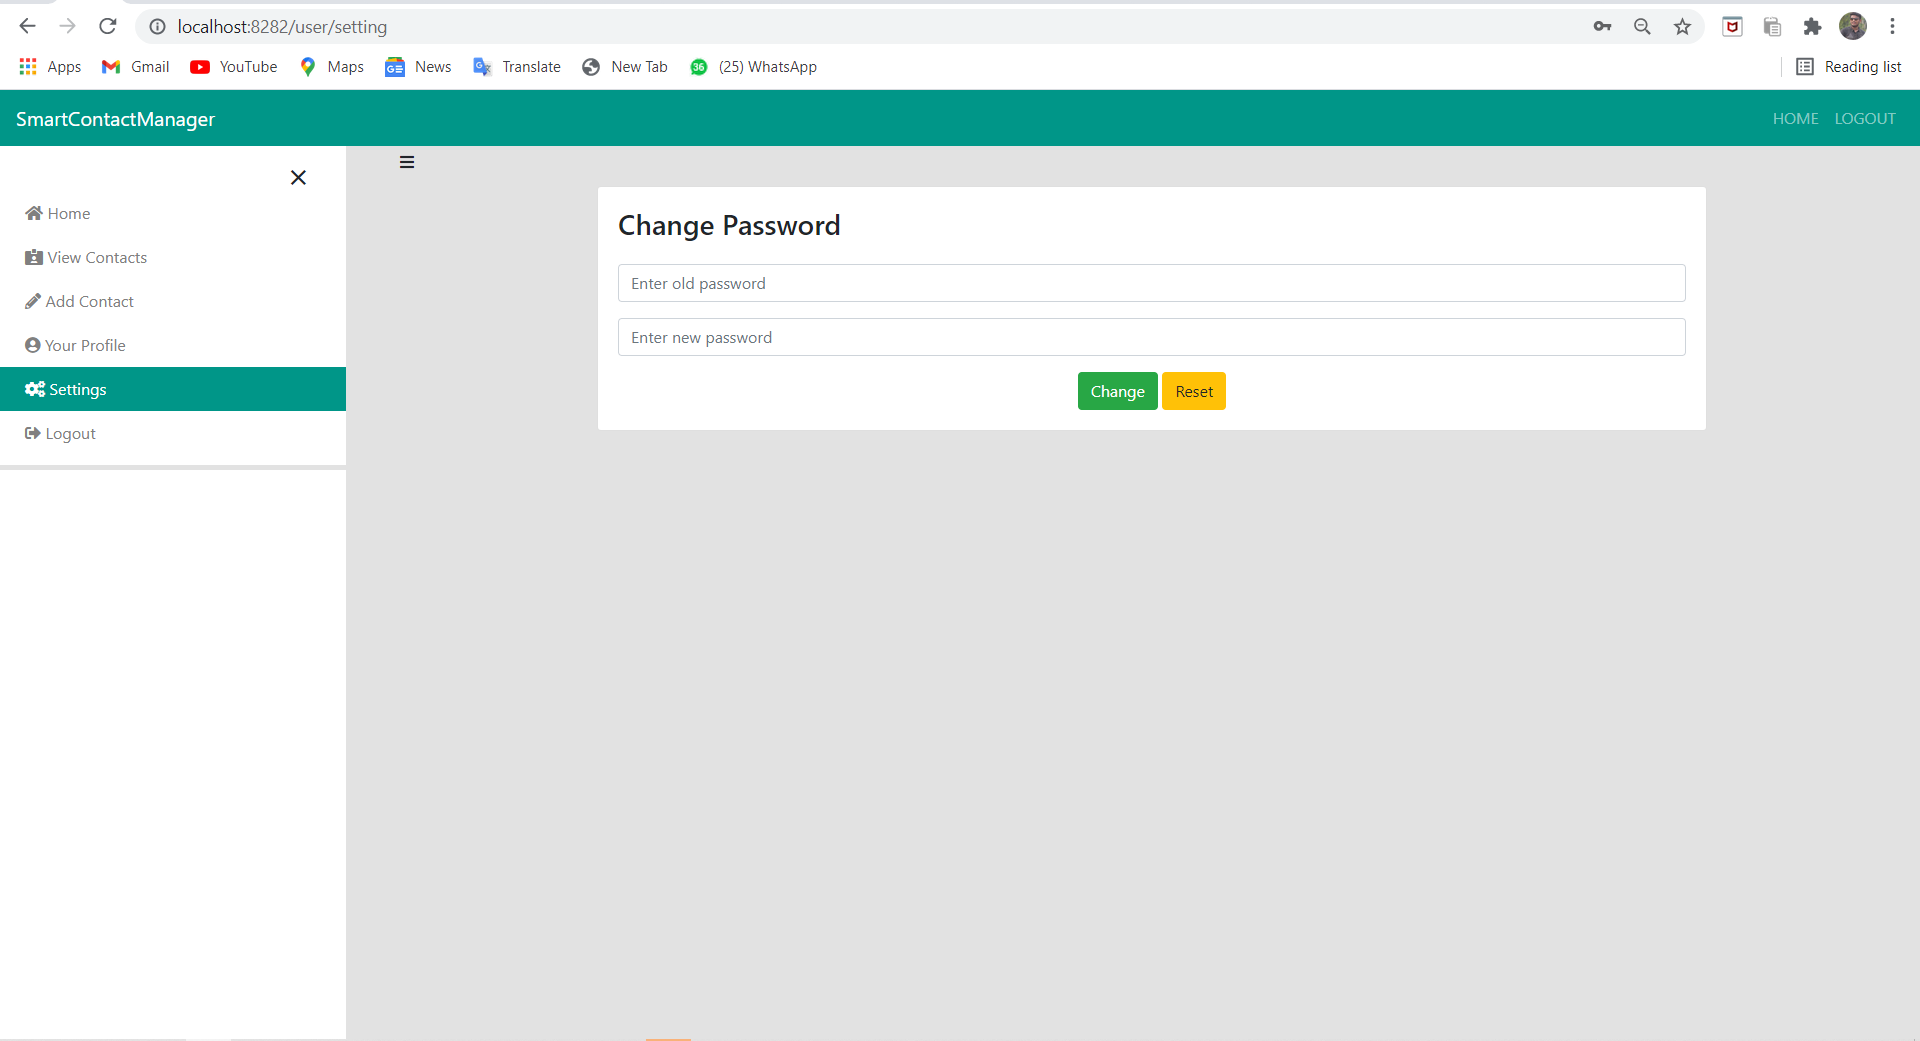 localhost:8282/user/setting
Apps Gmail YouTube Maps News Translate New Tab 36 (25) WhatsApp Reading list
SmartContactManager HOME LOGOUT
Home
View Contacts
Add Contact
Your Profile
Settings
Logout
Change Password
Enter old password
Enter new password
Change Reset